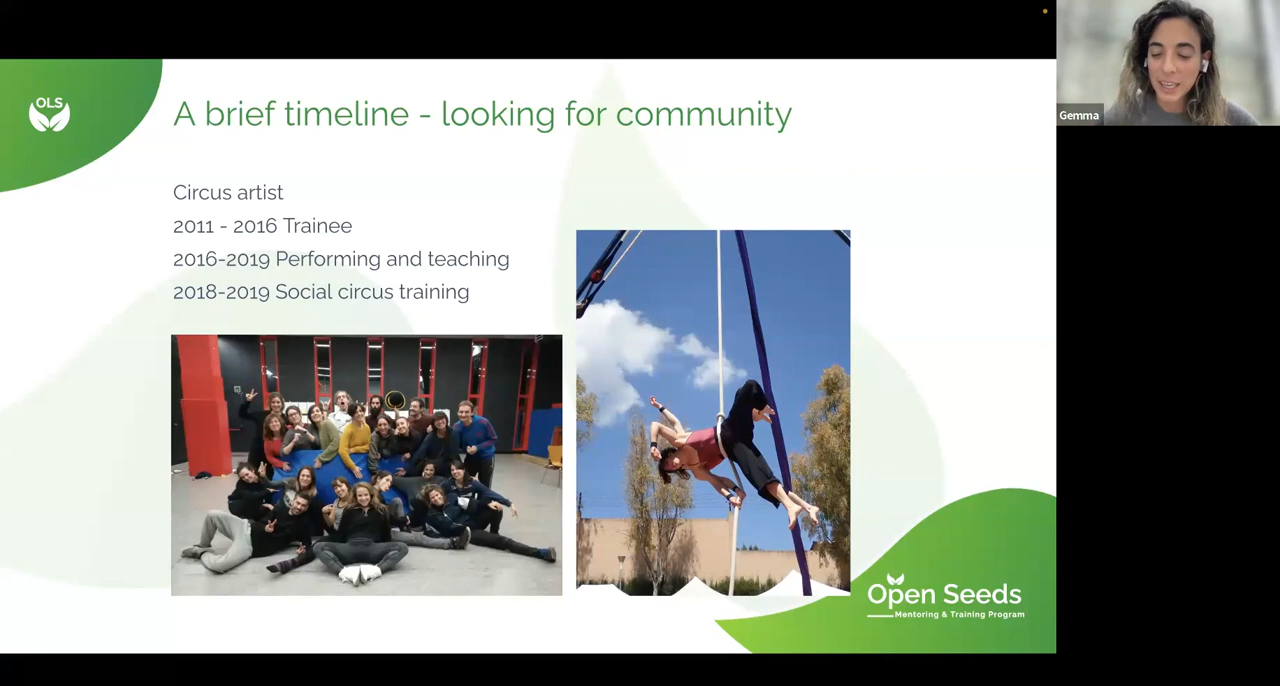 OLS
A brief timeline - looking for community
Circus artist
2011 - 2016 Trainee
2016-2019 Performing and teaching
2018-2019 Social circus training
Open Seeds
Mentoring & Training Program
Gemma